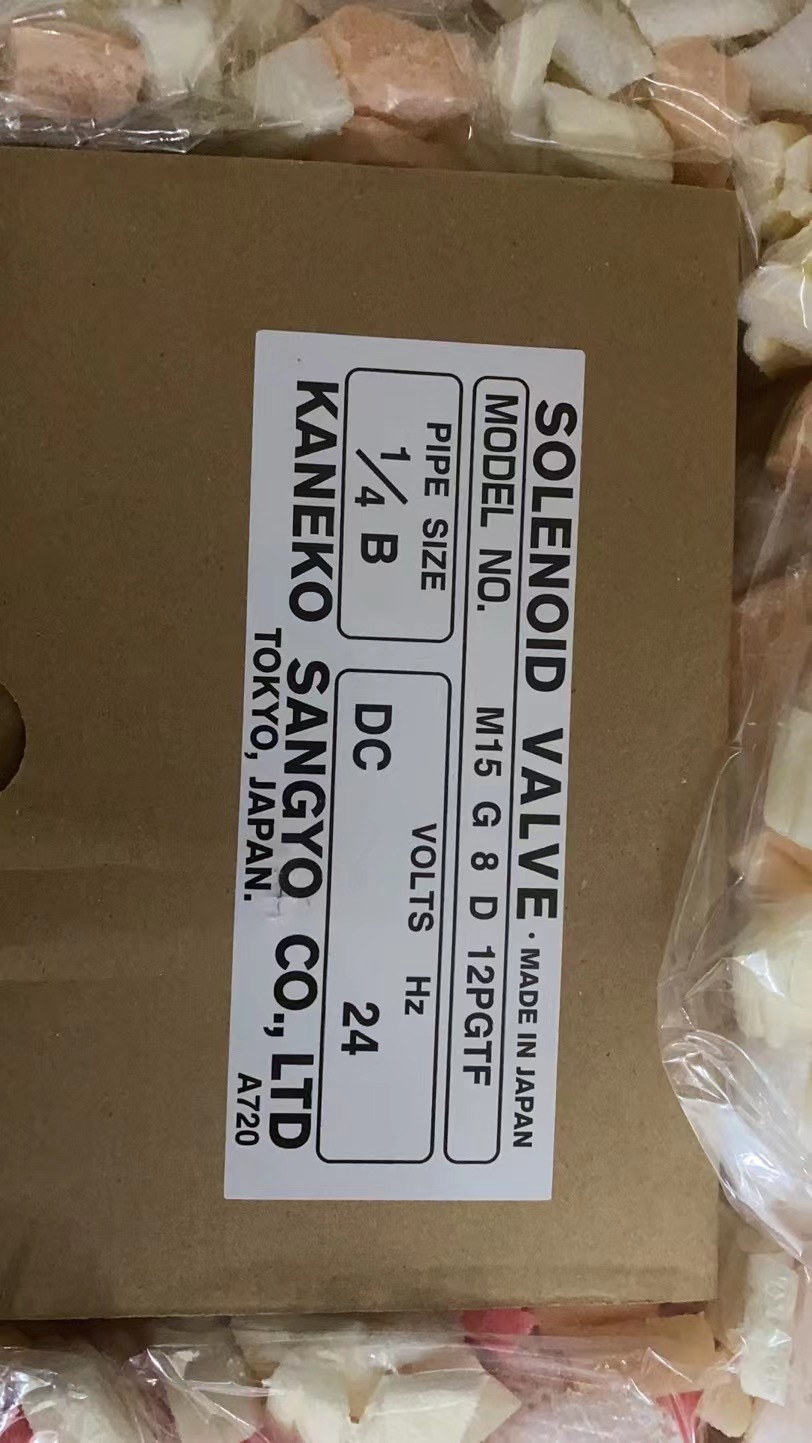 SOLENOID VALVE · MADE IN JAPAN
MODEL NO. M15 G 8 D 12PGTF
PIPE SIZE
1/4 B
VOLTS Hz
DC 24
KANEKO SANGYO CO., LTD
TOKYO, JAPAN. A720